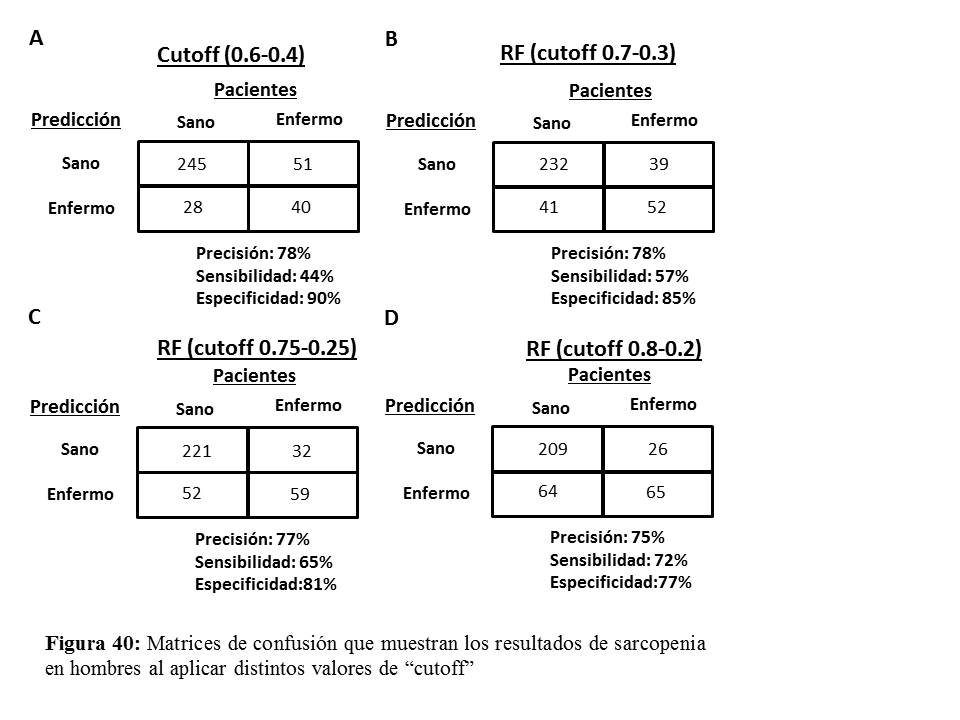 A
Cutoff (0.6-0.4)
Pacientes
Predicción
Sano
Enfermo
Sano
245
51
Enfermo
28
40
Precisión: 78%
Sensibilidad: 44%
Especificidad: 90%
B
RF (cutoff 0.7-0.3)
Pacientes
Predicción
Sano
Enfermo
Sano
232
39
Enfermo
41
52
Precisión: 78%
Sensibilidad: 57%
Especificidad: 85%
C
RF (cutoff 0.75-0.25)
Pacientes
Predicción
Sano
Enfermo
Sano
221
32
Enfermo
52
59
Precisión: 77%
Sensibilidad: 65%
Especificidad:81%
D
RF (cutoff 0.8-0.2)
Pacientes
Predicción
Sano
Enfermo
Sano
209
26
Enfermo
64
65
Precisión: 75%
Sensibilidad: 72%
Especificidad:77%
Figura 40: Matrices de confusión que muestran los resultados de sarcopenia
en hombres al aplicar distintos valores de “cutoff”